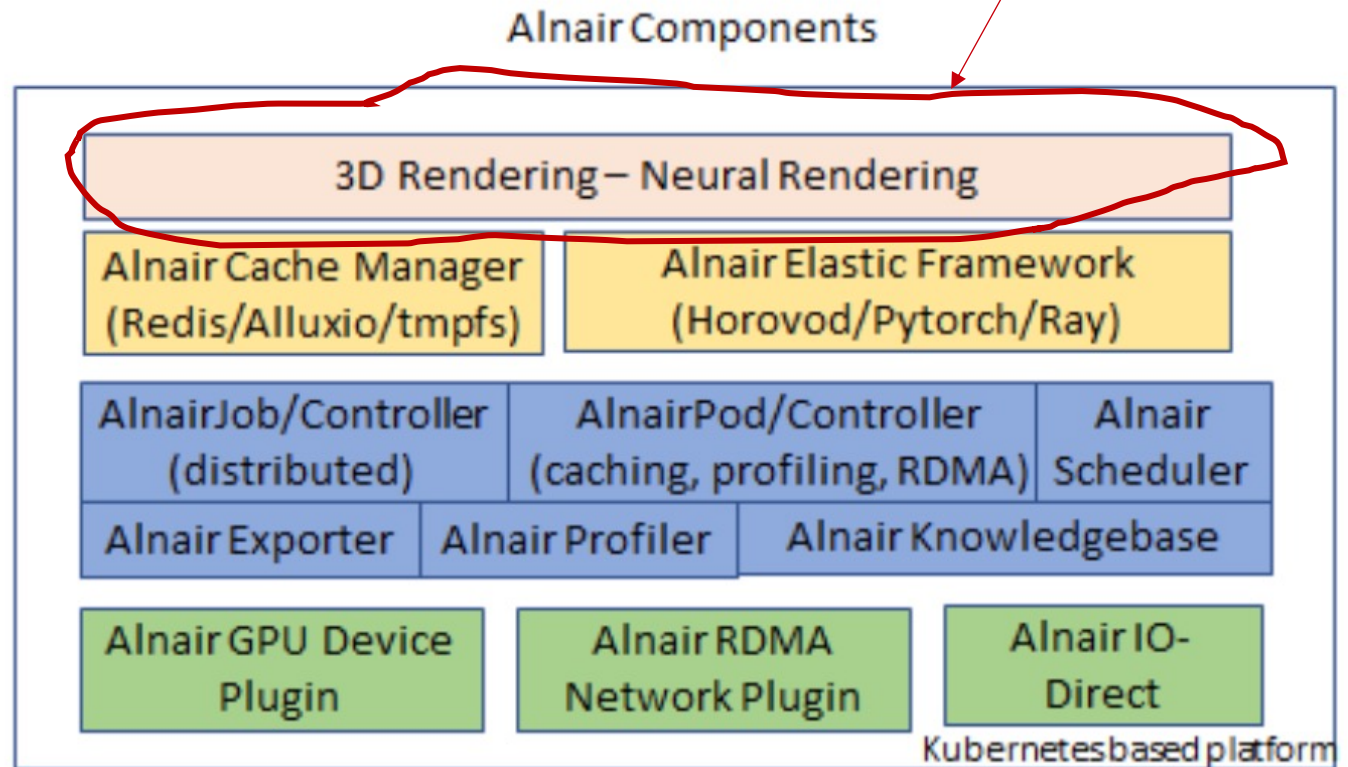 Alnair Components
3D Rendering – Neural Rendering
Alnair Cache Manager
(Redis/Alluxio/tmpfs)
Alnair Elastic Framework
(Horovod/Pytorch/Ray)
AlnairJob/Controller
(distributed)
AlnairPod/Controller
(caching, profiling, RDMA)
Alnair
Scheduler
Alnair Exporter
Alnair Profiler
Alnair Knowledgebase
Alnair GPU Device
Plugin
Alnair RDMA
Network Plugin
Alnair IO-
Direct
Kubernetes based platform